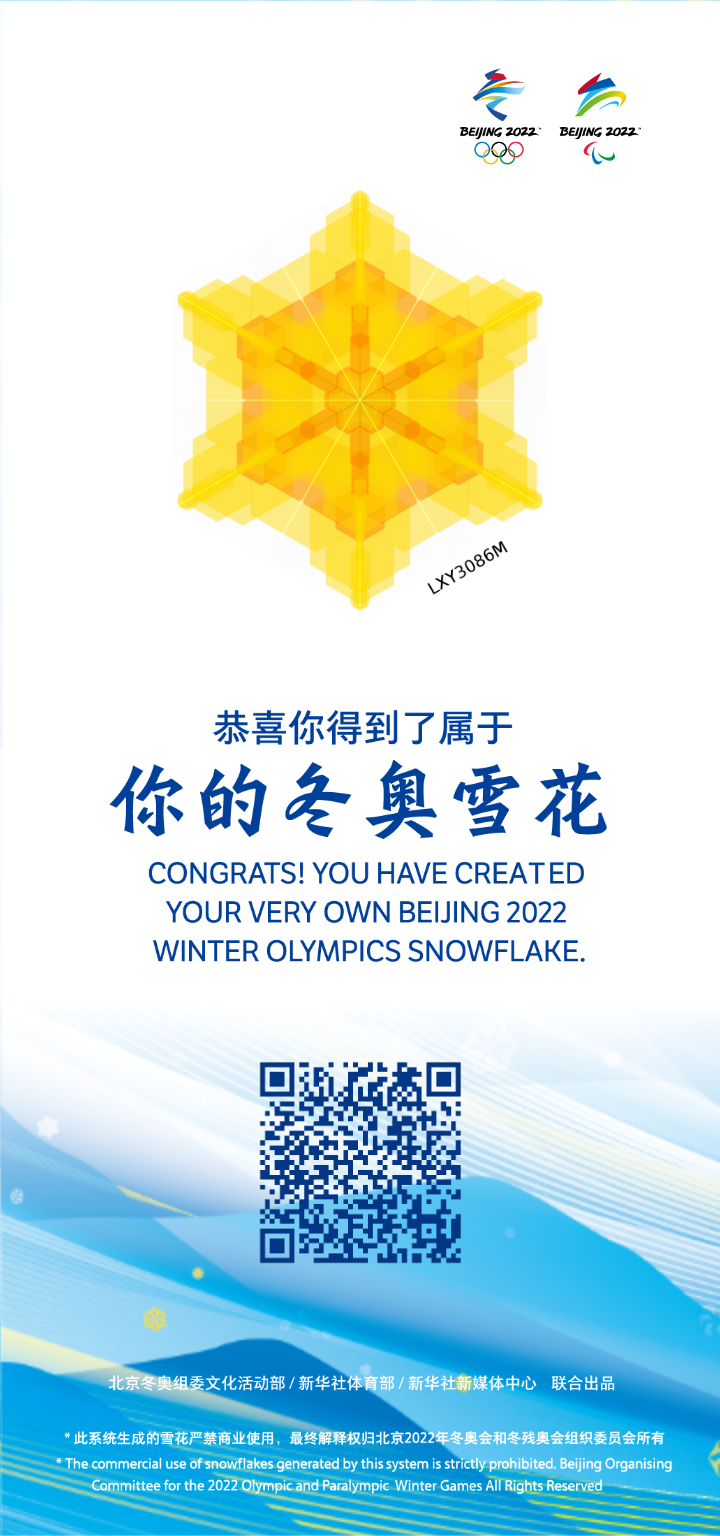 BEIJING 2022™ BEIJING 2022™
LXY3086M
恭喜你得到了属于
你的冬奥雪花
CONGRATS! YOU HAVE CREATED
YOUR VERY OWN BEIJING 2022
WINTER OLYMPICS SNOWFLAKE.
北京冬奥组委文化活动部 / 新华社体育部 / 新华社新媒体中心 联合出品
* 此系统生成的雪花严禁商业使用，最终解释权归北京2022年冬奥会和冬残奥会组织委员会所有
* The commercial use of snowflakes generated by this system is strictly prohibited. Beijing Organising
Committee for the 2022 Olympic and Paralympic Winter Games All Rights Reserved